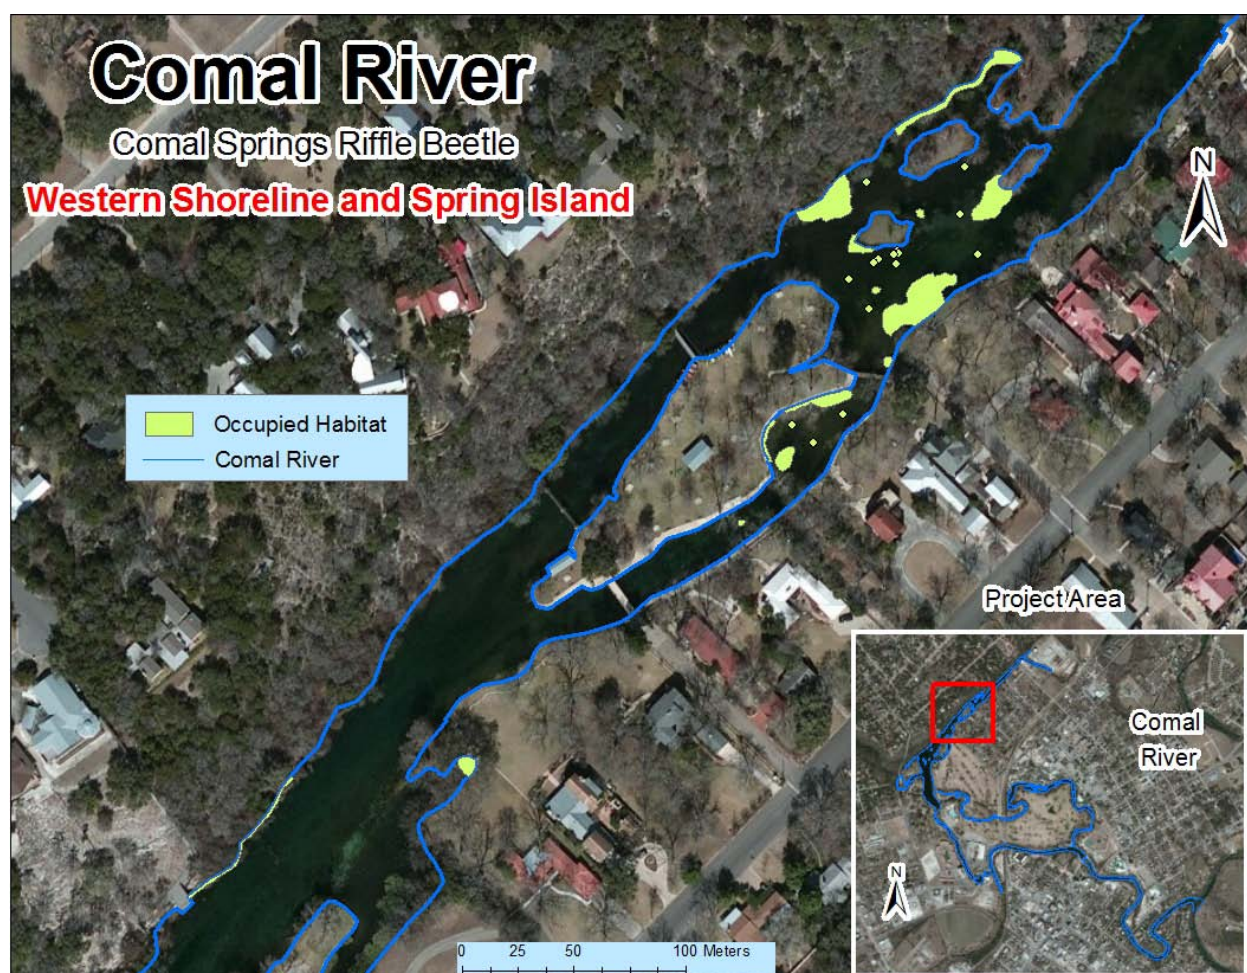 Comal River
Comal Springs Riffle Beetle
Western Shoreline and Spring Island
N
Occupied Habitat
Comal River
Project Area
Comal
River
N
0 25 50 100 Meters